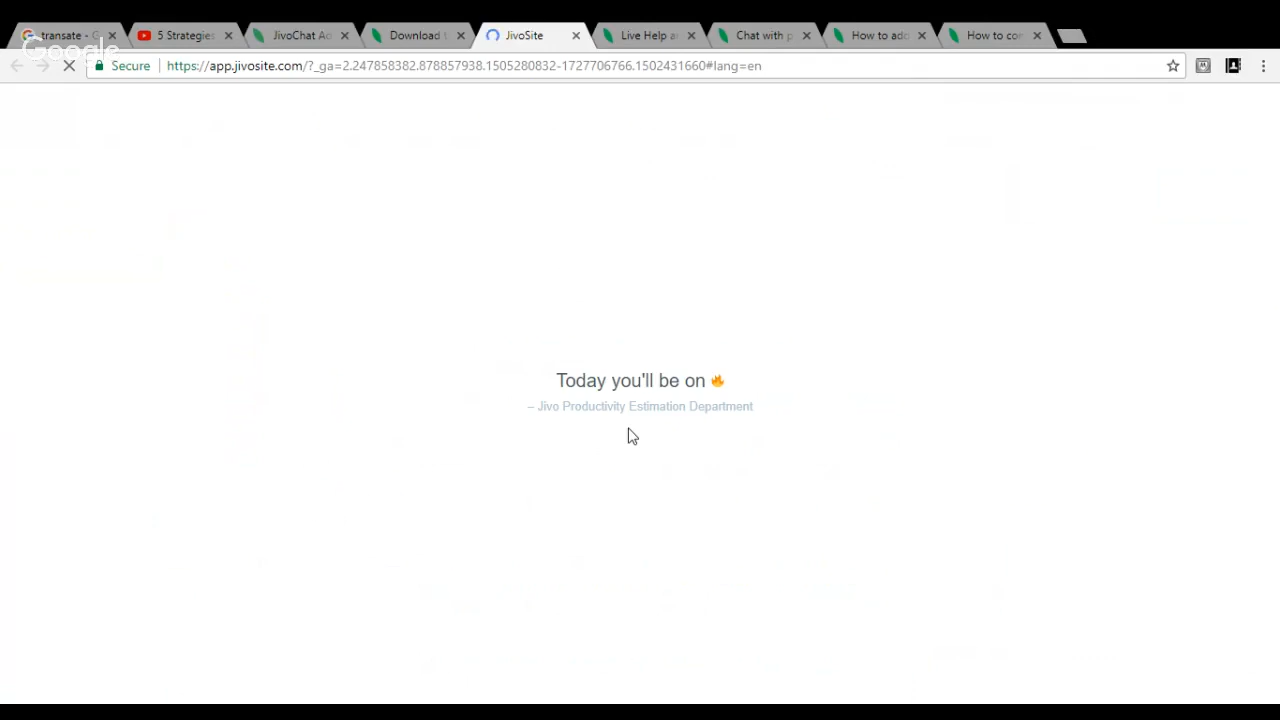 transate - G
5 Strategies
JivoChat Ad
Download
JivoSite
Live Help a
Chat with p
How to add
How to con
Google
Secure
https://app.jivosite.com/?_ga=2.247858382.878857938.1505280832-1727706766.1502431660#lang=en
Today you'll be on 🔥
– Jivo Productivity Estimation Department